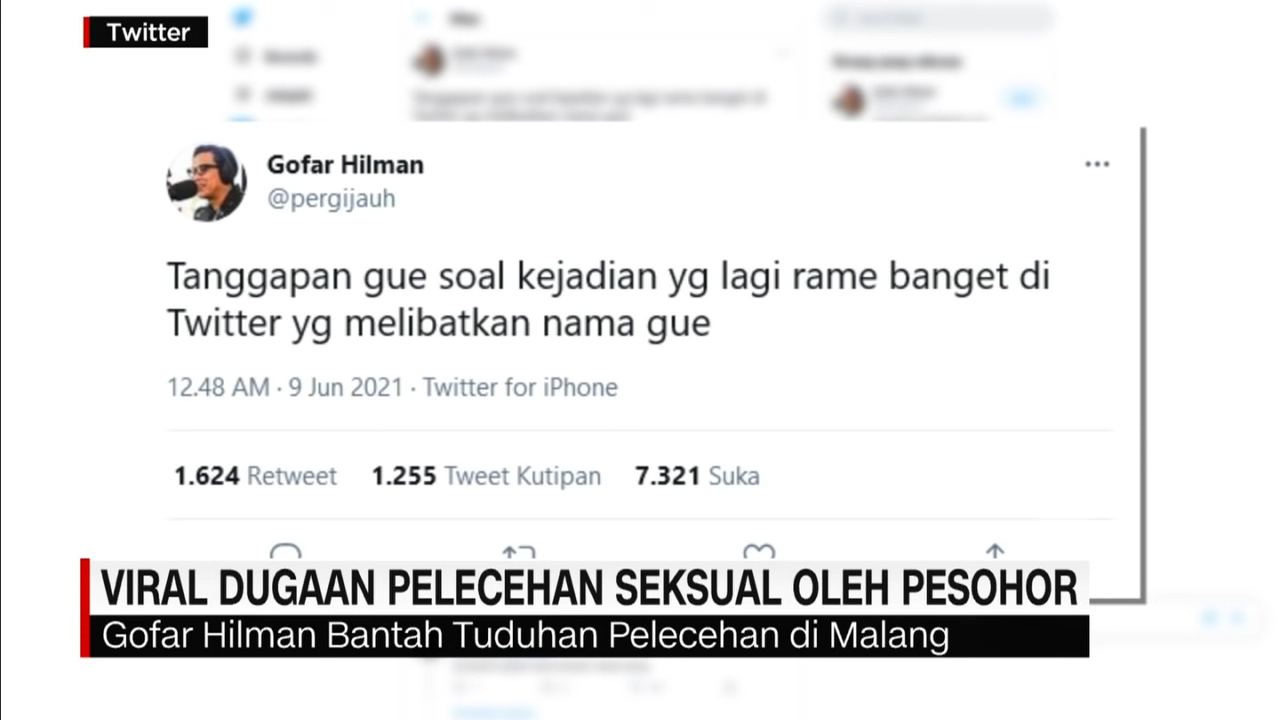 Twitter
Gofar Hilman
@pergijauh
Tanggapan gue soal kejadian yg lagi rame banget di
Twitter yg melibatkan nama gue
12.48 AM · 9 Jun 2021 · Twitter for iPhone
1.624 Retweet 1.255 Tweet Kutipan 7.321 Suka
VIRAL DUGAAN PELECEHAN SEKSUAL OLEH PESOHOR
Gofar Hilman Bantah Tuduhan Pelecehan di Malang